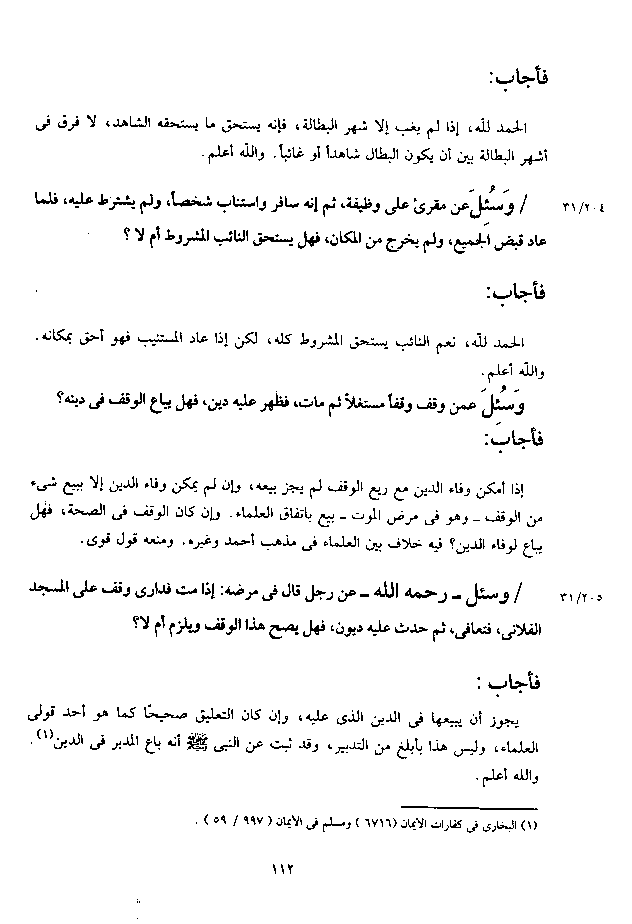 فأجاب:
الحمد لله، إذا لم يغب إلا شهر البطالة، فإنه يستحق ما يستحقه الشاهد، لا فرق فى
أشهر البطالة بين أن يكون البطال شاهداً أو غائباً. والله أعلم.
٣١/٢٠٤ / وَسُئِلَ عن مقرئ على وظيفة، ثم إنه سافر واستناب شخصاً، ولم يشترط عليه، فلما
عاد قبض الجميع، ولم يخرج من المكان، فهل يستحق النائب المشروط أم لا ؟
فأجاب:
الحمد لله، نعم النائب يستحق المشروط كله، لكن إذا عاد المستنيب فهو أحق بمكانه.
والله أعلم.
وَسُئِلَ عمن وقف وقفاً مستغلاً ثم مات، فظهر عليه دين، فهل يباع الوقف فى دينه؟
فأجاب:
إذا أمكن وفاء الدين مع ريع الوقف لم يجز بيعه، وإن لم يمكن وفاء الدين إلا ببيع شىء
من الوقف ـ وهو فى مرض الموت ـ بيع باتفاق العلماء. وإن كان الوقف فى الصحة، فهل
يباع لوفاء الدين؟ فيه خلاف بين العلماء فى مذهب أحمد وغيره. ومنعه قول قوى.
٣١/٢٠٥ / وسئل ـ رحمه الله ـ عن رجل قال فى مرضه: إذا مت فدارى وقف على المسجد
الفلانى، فتعافى، ثم حدث عليه ديون، فهل يصح هذا الوقف ويلزم أم لا؟
فأجاب :
يجوز أن يبيعها فى الدين الذى عليه، وإن كان التعليق صحيحًا كما هو أحد قولى
العلماء، وليس هذا بأبلغ من التدبير، وقد ثبت عن النبى ﷺ أنه باع المدبر فى الدين(١).
والله أعلم.
(١) البخارى فى كفارات الأيمان (٦٧١٦) ومسلم فى الأيمان (٩٩٧ / ٥٩) .
١١٢